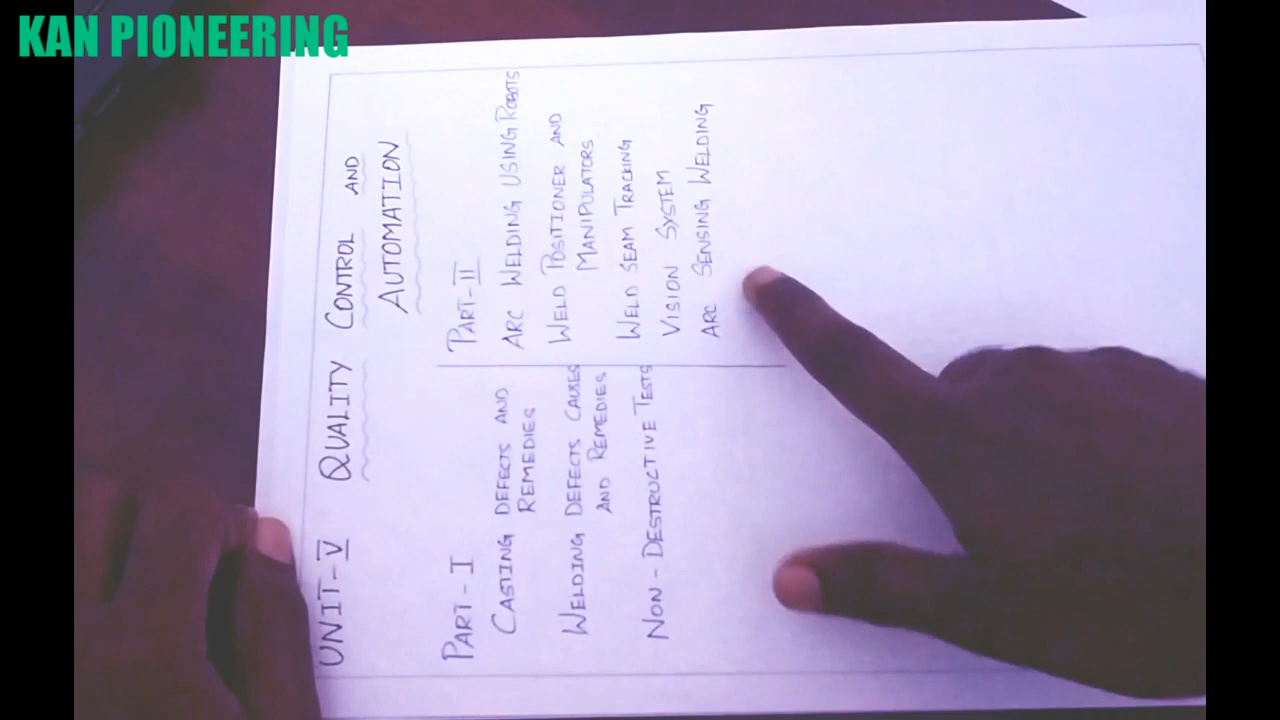 KAN PIONEERING
UNIT-V QUALITY CONTROL AND
AUTOMATION
PART-I
CASTING DEFECTS AND
REMEDIES
WELDING DEFECTS CAUSES
AND REMEDIES
NON-DESTRUCTIVE TESTS
PART-II
ARC WELDING USING ROBOTS
WELD POSITIONER AND
MANIPULATORS
WELD SEAM TRACKING
VISION SYSTEM
ARC SENSING WELDING